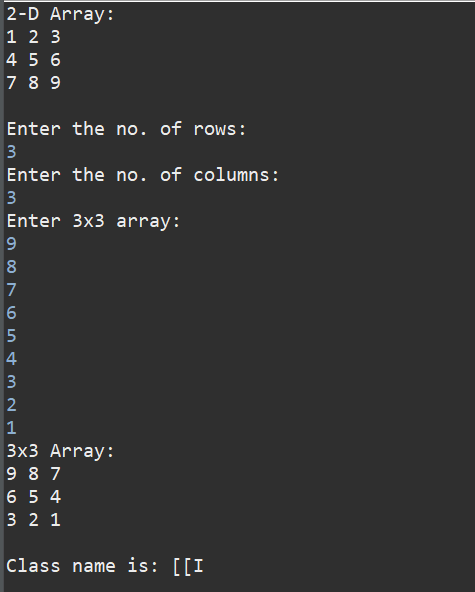 2-D Array:
1 2 3
4 5 6
7 8 9
Enter the no. of rows:
3
Enter the no. of columns:
3
Enter 3x3 array:
9
8
7
6
5
4
3
2
1
3x3 Array:
9 8 7
6 5 4
3 2 1
Class name is: [[I